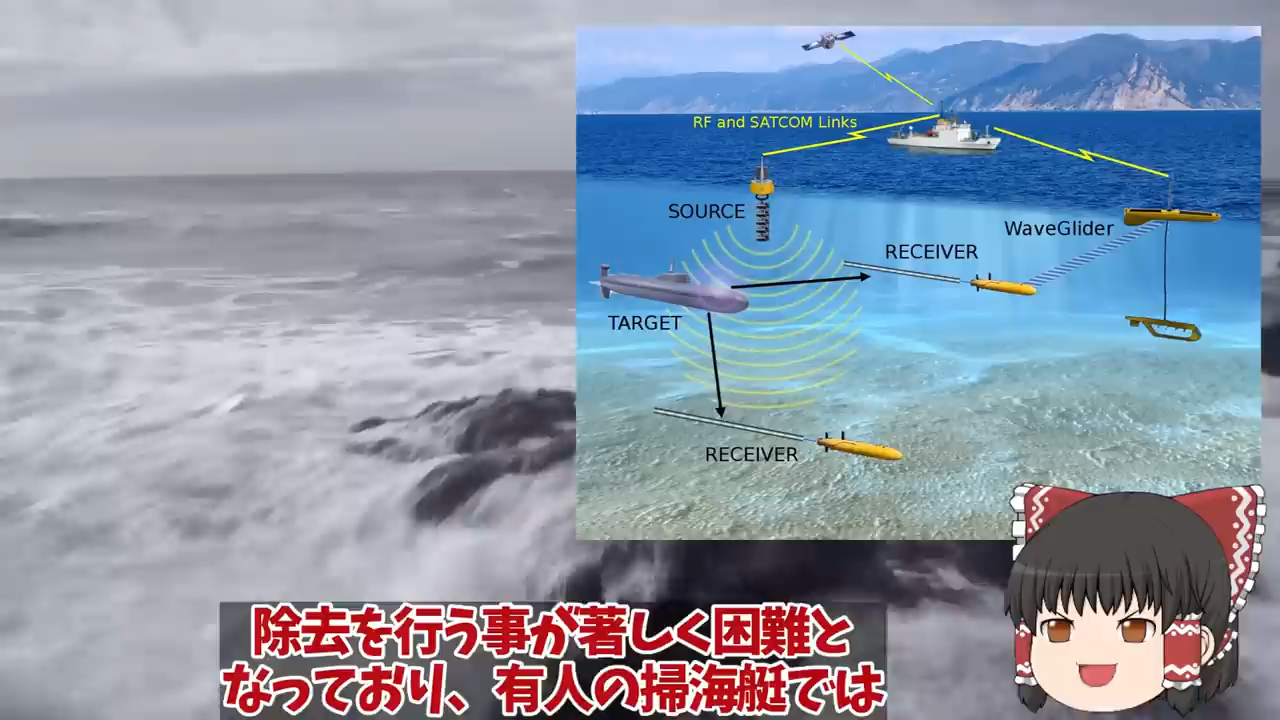 RF and SATCOM Links
SOURCE
WaveGlider
RECEIVER
TARGET
RECEIVER
除去を行う事が著しく困難と
なっており、有人の掃海艇では